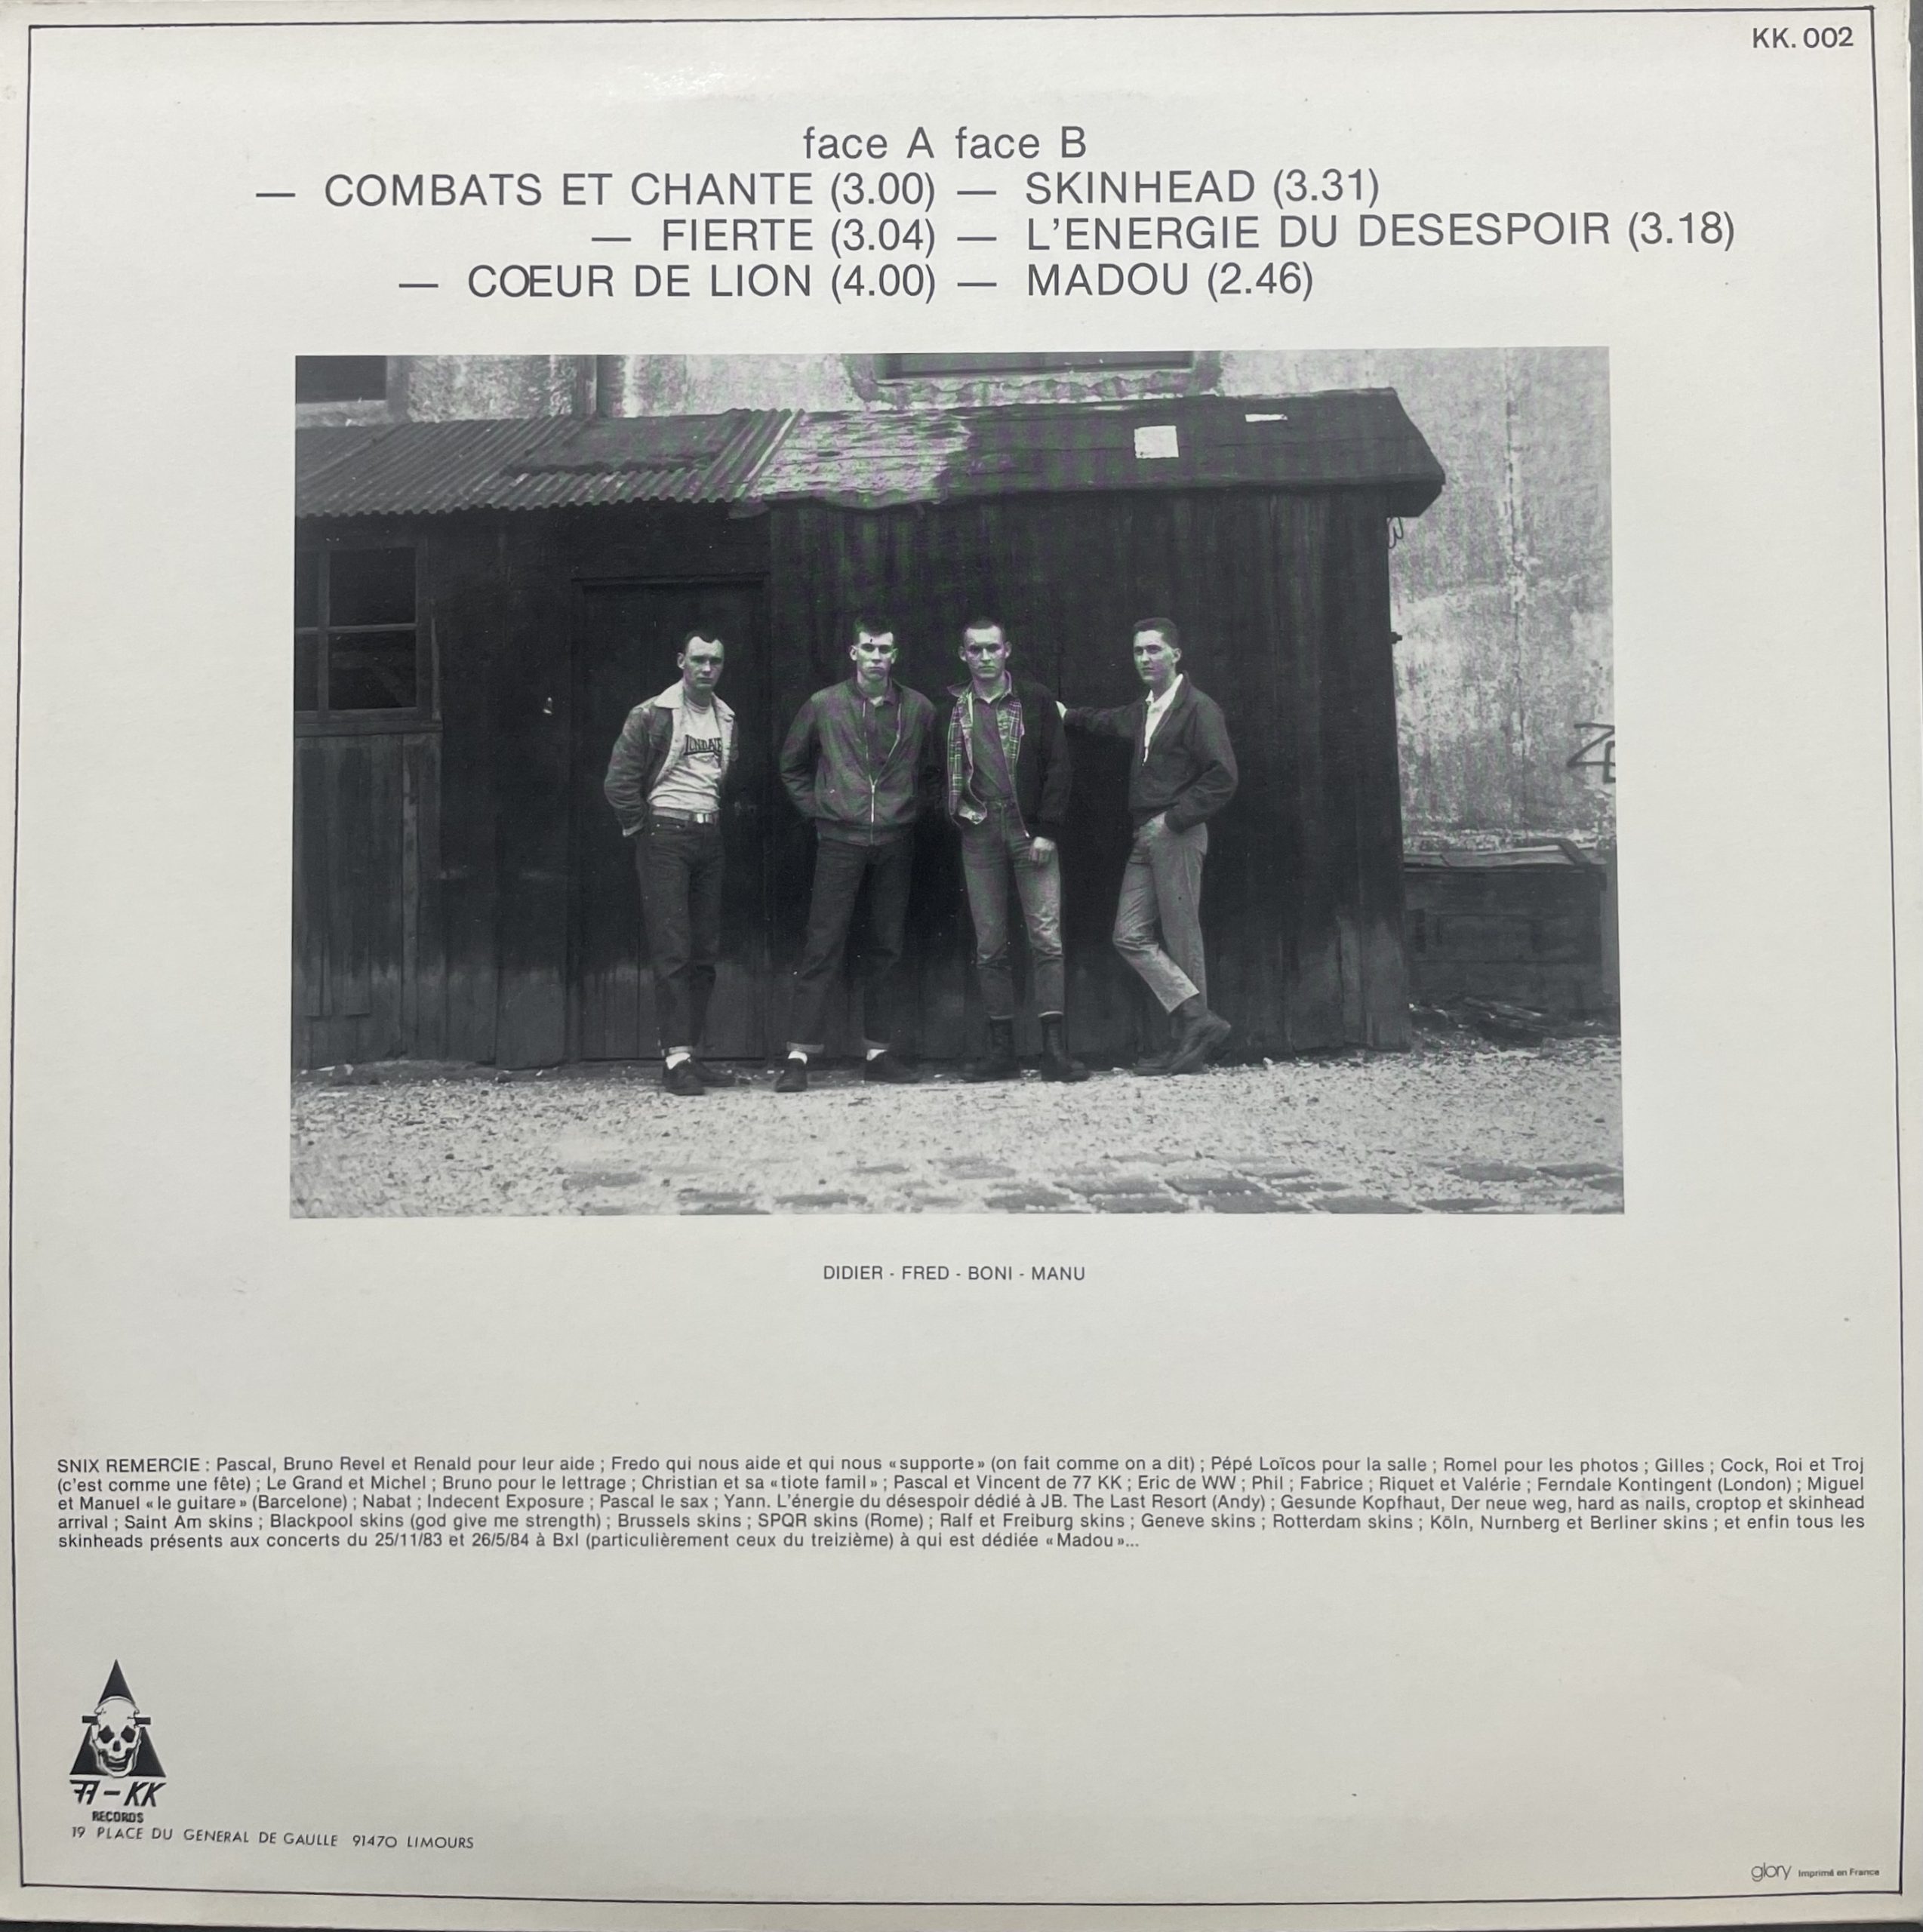 KK. 002
face A face B
— COMBATS ET CHANTE (3.00) — SKINHEAD (3.31)
— FIERTE (3.04) — L'ENERGIE DU DESESPOIR (3.18)
— COEUR DE LION (4.00) — MADOU (2.46)
LONSDALE
DIDIER - FRED - BONI - MANU
SNIX REMERCIE : Pascal, Bruno Revel et Renald pour leur aide ; Fredo qui nous aide et qui nous « supporte » (on fait comme on a dit) ; Pépé Loïcos pour la salle ; Romel pour les photos ; Gilles ; Cock, Roi et Troj
(c'est comme une fête) ; Le Grand et Michel ; Bruno pour le lettrage ; Christian et sa « tiote famil » ; Pascal et Vincent de 77 KK ; Eric de WW ; Phil ; Fabrice ; Riquet et Valérie ; Ferndale Kontingent (London) ; Miguel
et Manuel « le guitare » (Barcelone) ; Nabat ; Indecent Exposure ; Pascal le sax ; Yann. L'énergie du désespoir dédié à JB. The Last Resort (Andy) ; Gesunde Kopfhaut, Der neue weg, hard as nails, croptop et skinhead
arrival ; Saint Am skins ; Blackpool skins (god give me strength) ; Brussels skins ; SPQR skins (Rome) ; Ralf et Freiburg skins ; Geneve skins ; Rotterdam skins ; Köln, Nurnberg et Berliner skins ; et enfin tous les
skinheads présents aux concerts du 25/11/83 et 26/5/84 à Bxl (particulièrement ceux du treizième) à qui est dédiée « Madou »...
77-KK
RECORDS
19 PLACE DU GENERAL DE GAULLE 91470 LIMOURS
glory Imprimé en France